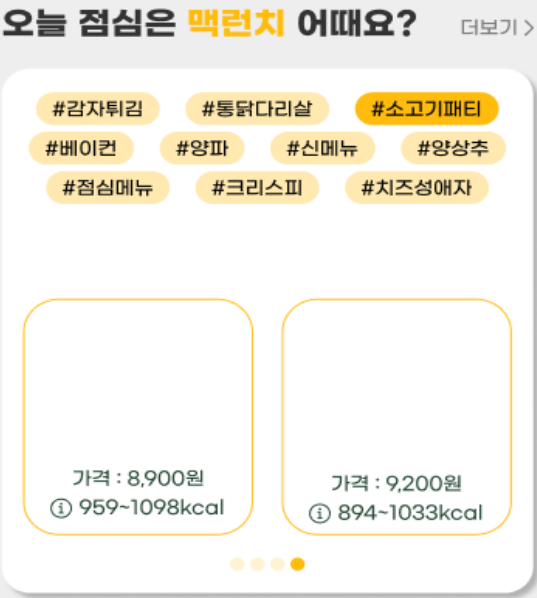 오늘 점심은 맥런치 어때요? 더보기 >
#감자튀김 #통닭다리살 #소고기패티
#베이컨 #양파 #신메뉴 #양상추
#점심메뉴 #크리스피 #치즈성애자
가격 : 8,900원
959~1098kcal
가격 : 9,200원
894~1033kcal